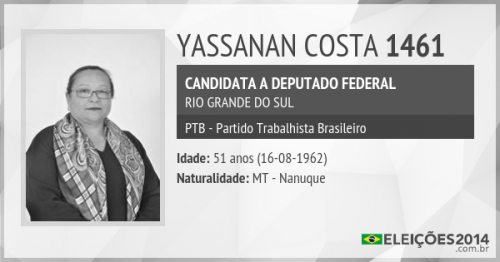 YASSANAN COSTA 1461
CANDIDATA A DEPUTADO FEDERAL
RIO GRANDE DO SUL
PTB - Partido Trabalhista Brasileiro
Idade: 51 anos (16-08-1962)
Naturalidade: MT - Nanuque
ELEIÇÕES2014
.com.br